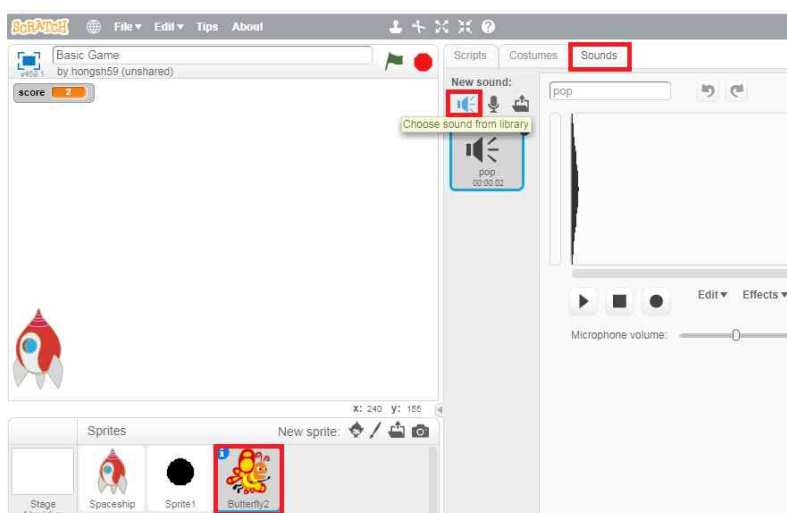 SCRATCH File Edit Tips About
Basic Game
v459.1 by hongsh59 (unshared)
score 2
Scripts Costumes Sounds
New sound:
pop
Choose sound from library
pop
00:00.02
Edit Effects
Microphone volume:
x: 240 y: 155
Sprites New sprite:
Stage Spaceship Sprite1 Butterfly2